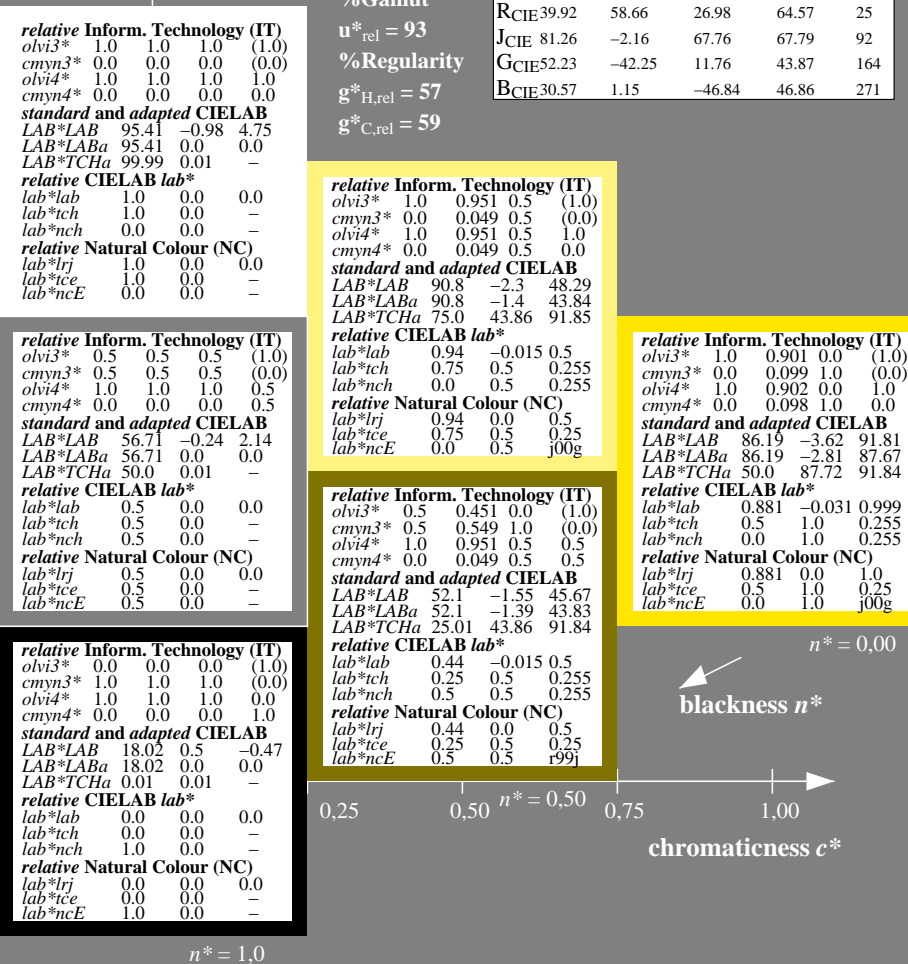 %Gamut
u*rel = 93
%Regularity
g*H,rel = 57
g*C,rel = 59
RCIE 39.92 58.66 26.98 64.57 25
JCIE 81.26 −2.16 67.76 67.79 92
GCIE 52.23 −42.25 11.76 43.87 164
BCIE 30.57 1.15 −46.84 46.86 271
relative Inform. Technology (IT)
olvi3* 1.0 1.0 1.0 (1.0)
cmyn3* 0.0 0.0 0.0 (0.0)
olvi4* 1.0 1.0 1.0 1.0
cmyn4* 0.0 0.0 0.0 0.0
standard and adapted CIELAB
LAB*LAB 95.41 −0.98 4.75
LAB*LABa 95.41 0.0 0.0
LAB*TCHa 99.99 0.01 –
relative CIELAB lab*
lab*lab 1.0 0.0 0.0
lab*tch 1.0 0.0 –
lab*nch 0.0 0.0 –
relative Natural Colour (NC)
lab*lrj 1.0 0.0 0.0
lab*tce 1.0 0.0 –
lab*ncE 0.0 0.0 –
relative Inform. Technology (IT)
olvi3* 1.0 0.951 0.5 (1.0)
cmyn3* 0.0 0.049 0.5 (0.0)
olvi4* 1.0 0.951 0.5 1.0
cmyn4* 0.0 0.049 0.5 0.0
standard and adapted CIELAB
LAB*LAB 90.8 −2.3 48.29
LAB*LABa 90.8 −1.4 43.84
LAB*TCHa 75.0 43.86 91.85
relative CIELAB lab*
lab*lab 0.94 −0.015 0.5
lab*tch 0.75 0.5 0.255
lab*nch 0.0 0.5 0.255
relative Natural Colour (NC)
lab*lrj 0.94 0.0 0.5
lab*tce 0.75 0.5 0.25
lab*ncE 0.0 0.5 j00g
relative Inform. Technology (IT)
olvi3* 0.5 0.5 0.5 (1.0)
cmyn3* 0.5 0.5 0.5 (0.0)
olvi4* 1.0 1.0 1.0 0.5
cmyn4* 0.0 0.0 0.0 0.5
standard and adapted CIELAB
LAB*LAB 56.71 −0.24 2.14
LAB*LABa 56.71 0.0 0.0
LAB*TCHa 50.0 0.01 –
relative CIELAB lab*
lab*lab 0.5 0.0 0.0
lab*tch 0.5 0.0 –
lab*nch 0.5 0.0 –
relative Natural Colour (NC)
lab*lrj 0.5 0.0 0.0
lab*tce 0.5 0.0 –
lab*ncE 0.5 0.0 –
relative Inform. Technology (IT)
olvi3* 1.0 0.901 0.0 (1.0)
cmyn3* 0.0 0.099 1.0 (0.0)
olvi4* 1.0 0.902 0.0 1.0
cmyn4* 0.0 0.098 1.0 0.0
standard and adapted CIELAB
LAB*LAB 86.19 −3.62 91.81
LAB*LABa 86.19 −2.81 87.67
LAB*TCHa 50.0 87.72 91.84
relative CIELAB lab*
lab*lab 0.881 −0.031 0.999
lab*tch 0.5 1.0 0.255
lab*nch 0.0 1.0 0.255
relative Natural Colour (NC)
lab*lrj 0.881 0.0 1.0
lab*tce 0.5 1.0 0.25
lab*ncE 0.0 1.0 j00g
relative Inform. Technology (IT)
olvi3* 0.5 0.451 0.0 (1.0)
cmyn3* 0.5 0.549 1.0 (0.0)
olvi4* 1.0 0.951 0.5 0.5
cmyn4* 0.0 0.049 0.5 0.5
standard and adapted CIELAB
LAB*LAB 52.1 −1.55 45.67
LAB*LABa 52.1 −1.39 43.83
LAB*TCHa 25.01 43.86 91.84
relative CIELAB lab*
lab*lab 0.44 −0.015 0.5
lab*tch 0.25 0.5 0.255
lab*nch 0.5 0.5 0.255
relative Natural Colour (NC)
lab*lrj 0.44 0.0 0.5
lab*tce 0.25 0.5 0.25
lab*ncE 0.5 0.5 r99j
relative Inform. Technology (IT)
olvi3* 0.0 0.0 0.0 (1.0)
cmyn3* 1.0 1.0 1.0 (0.0)
olvi4* 1.0 1.0 1.0 0.0
cmyn4* 0.0 0.0 0.0 1.0
standard and adapted CIELAB
LAB*LAB 18.02 0.5 −0.47
LAB*LABa 18.02 0.0 0.0
LAB*TCHa 0.01 0.01 –
relative CIELAB lab*
lab*lab 0.0 0.0 0.0
lab*tch 0.0 0.0 –
lab*nch 1.0 0.0 –
relative Natural Colour (NC)
lab*lrj 0.0 0.0 0.0
lab*tce 0.0 0.0 –
lab*ncE 1.0 0.0 –
n* = 0,00
blackness n*
0,25 0,50 n* = 0,50 0,75 1,00
chromaticness c*
n* = 1,0